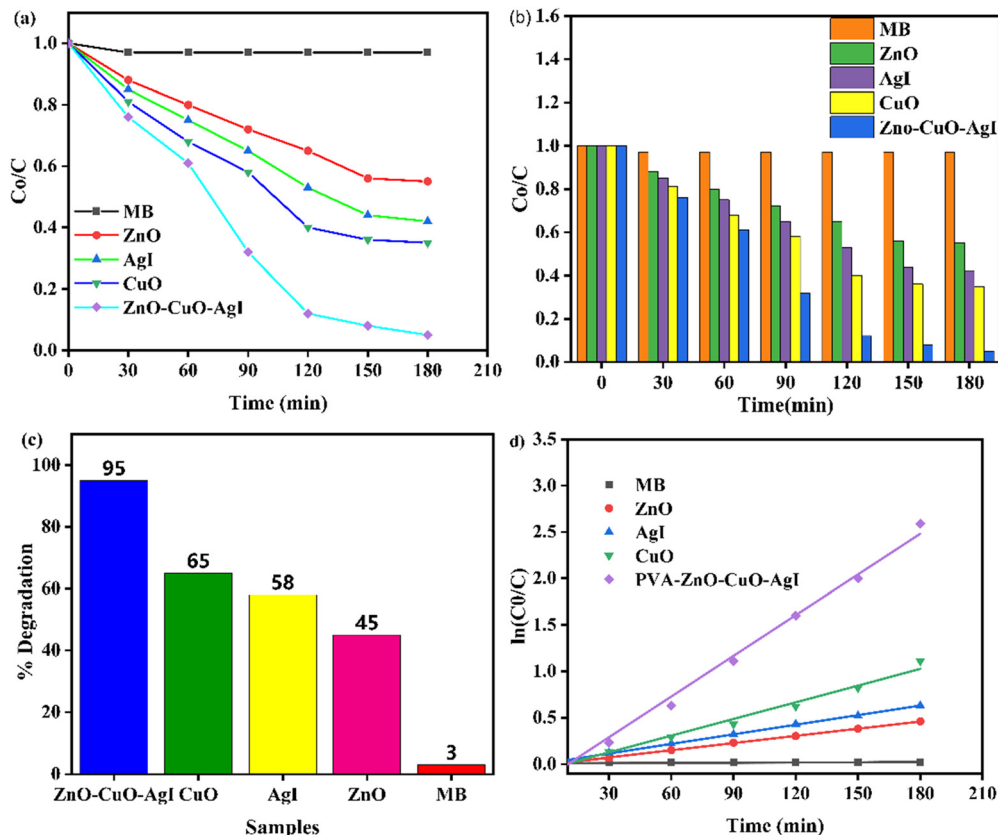 (a)
1.0
0.8
0.6
0.4
0.2
0.0
Co/C
MB
ZnO
AgI
CuO
ZnO-CuO-AgI
0 30 60 90 120 150 180 210
Time (min)
(b)
1.6
1.4
1.2
1.0
0.8
0.6
0.4
0.2
0.0
Co/C
MB
ZnO
AgI
CuO
Zno-CuO-AgI
0 30 60 90 120 150 180
Time(min)
(c)
100
80
60
40
20
0
% Degradation
95
65
58
45
3
ZnO-CuO-AgI CuO AgI ZnO MB
Samples
d)
3.5
3.0
2.5
2.0
1.5
1.0
0.5
0.0
ln(C0/C)
MB
ZnO
AgI
CuO
PVA-ZnO-CuO-AgI
30 60 90 120 150 180 210
Time (min)